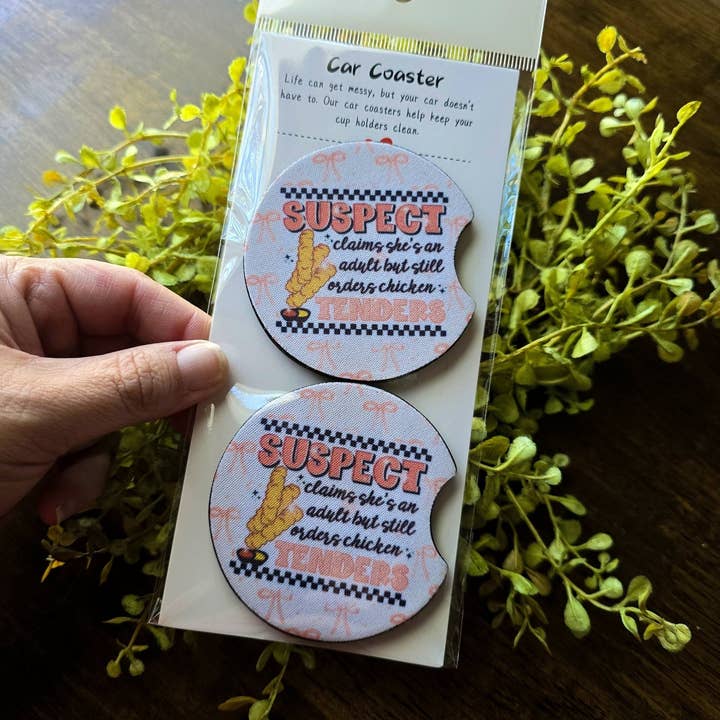 Car Coaster
Life can get messy, but your car doesn't
have to. Our car coasters help keep your
cup holders clean.
SUSPECT
claims she's an
adult but still
orders chicken
TENDERS
SUSPECT
claims she's an
adult but still
orders chicken
TENDERS